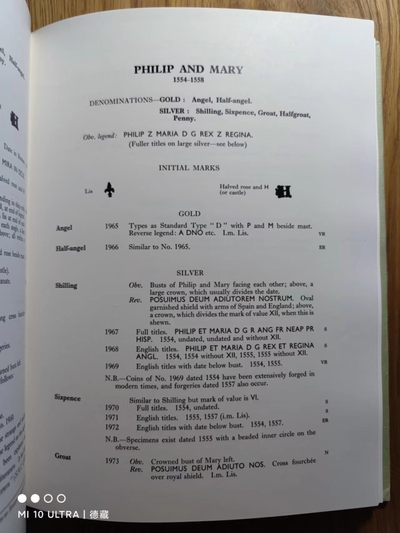 PHILIP AND MARY
1554–1558
DENOMINATIONS—GOLD : Angel, Half-angel.
SILVER : Shilling, Sixpence, Groat, Halfgroat,
Penny.
Obv. legend : PHILIP Z MARIA D G REX Z REGINA.
(Fuller titles on large silver—see below)
INITIAL MARKS
Lis
Halved rose and H
(or castle)
GOLD
Angel 1965 Types as Standard Type "D" with P and M beside mast.
Reverse legend : A DNO etc. I.m. Lis. VR
Half-angel 1966 Similar to No. 1965. ER
SILVER
Shilling Obv. Busts of Philip and Mary facing each other; above, a
large crown, which usually divides the date.
Rev. POSUIMUS DEUM ADIUTOREM NOSTRUM. Oval
garnished shield with arms of Spain and England; above,
a crown, which divides the mark of value XII, when this is
shewn.
1967 Full titles. PHILIP ET MARIA D G R ANG FR NEAP PR
HISP. 1554, undated, undated and without XII. S
1968 English titles. PHILIP ET MARIA D G REX ET REGINA
ANGL. 1554, 1554 without XII, 1555, 1555 without XII. S
1969 English titles with date below bust. 1554, 1555. VR
N.B.—Coins of No. 1969 dated 1554 have been extensively forged in
modern times, and forgeries dated 1557 also occur.
Sixpence Similar to Shilling but mark of value is VI.
1970 Full titles. 1554, undated. S
1971 English titles. 1555, 1557 (i.m. Lis). S
1972 English titles with date below bust. 1554, 1557. ER
N.B.—Specimens exist dated 1555 with a beaded inner circle on the
obverse.
Groat 1973 Obv. Crowned bust of Mary left. N
Rev. POSUIMUS DEUM ADIUTO NOS. Cross fourchée
over royal shield. I.m. Lis.
MI 10 ULTRA | 德藏